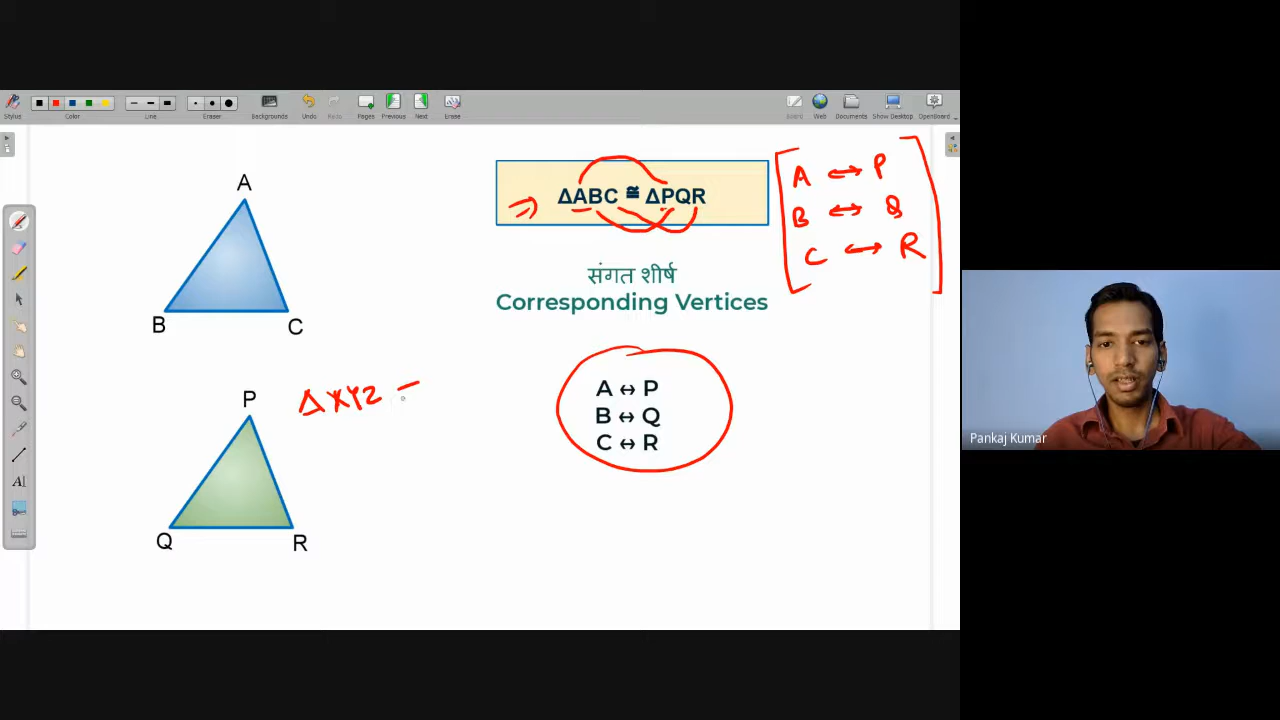 Stylus Color Line Eraser Backgrounds Undo Redo Pages Previous Next Erase Board Web Documents Show Desktop OpenBoard
A
B C
ΔABC ≅ ΔPQR
A ↔ P
B ↔ Q
C ↔ R
संगत शीर्ष
Corresponding Vertices
A ↔ P
B ↔ Q
C ↔ R
P
ΔXYZ
Q R
Pankaj Kumar